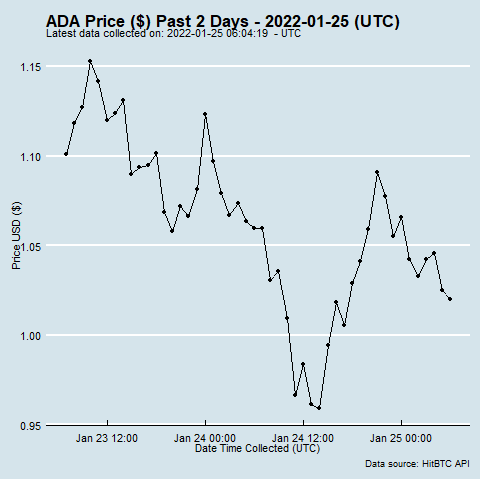 ADA Price ($) Past 2 Days - 2022-01-25 (UTC)
Latest data collected on: 2022-01-25 06:04:19 - UTC
1.15
1.10
1.05
1.00
0.95
Price USD ($)
Jan 23 12:00 Jan 24 00:00 Jan 24 12:00 Jan 25 00:00
Date Time Collected (UTC)
Data source: HitBTC API